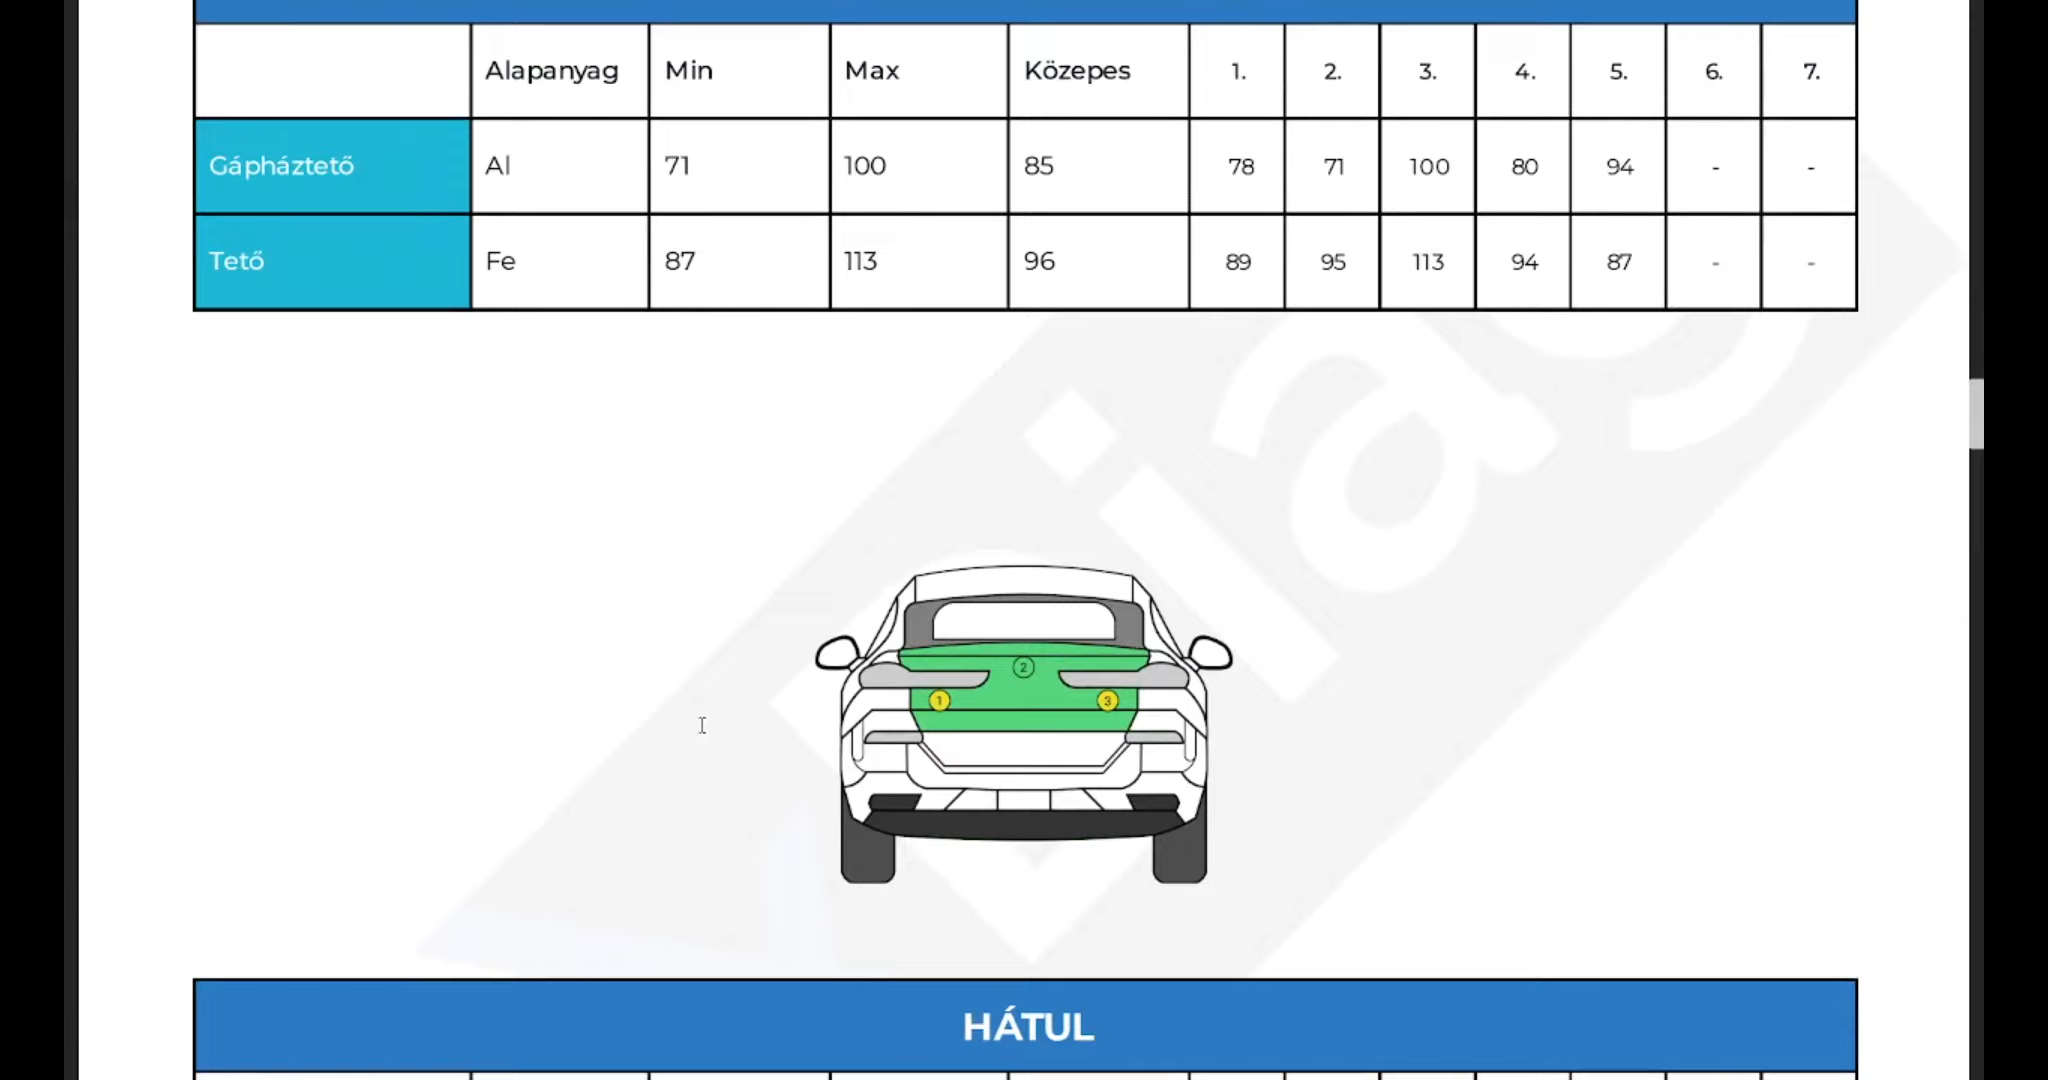 Alapanyag Min Max Közepes 1. 2. 3. 4. 5. 6. 7.
Gápháztető Al 71 100 85 78 71 100 80 94 - -
Tető Fe 87 113 96 89 95 113 94 87 - -
2
1 3
HÁTUL